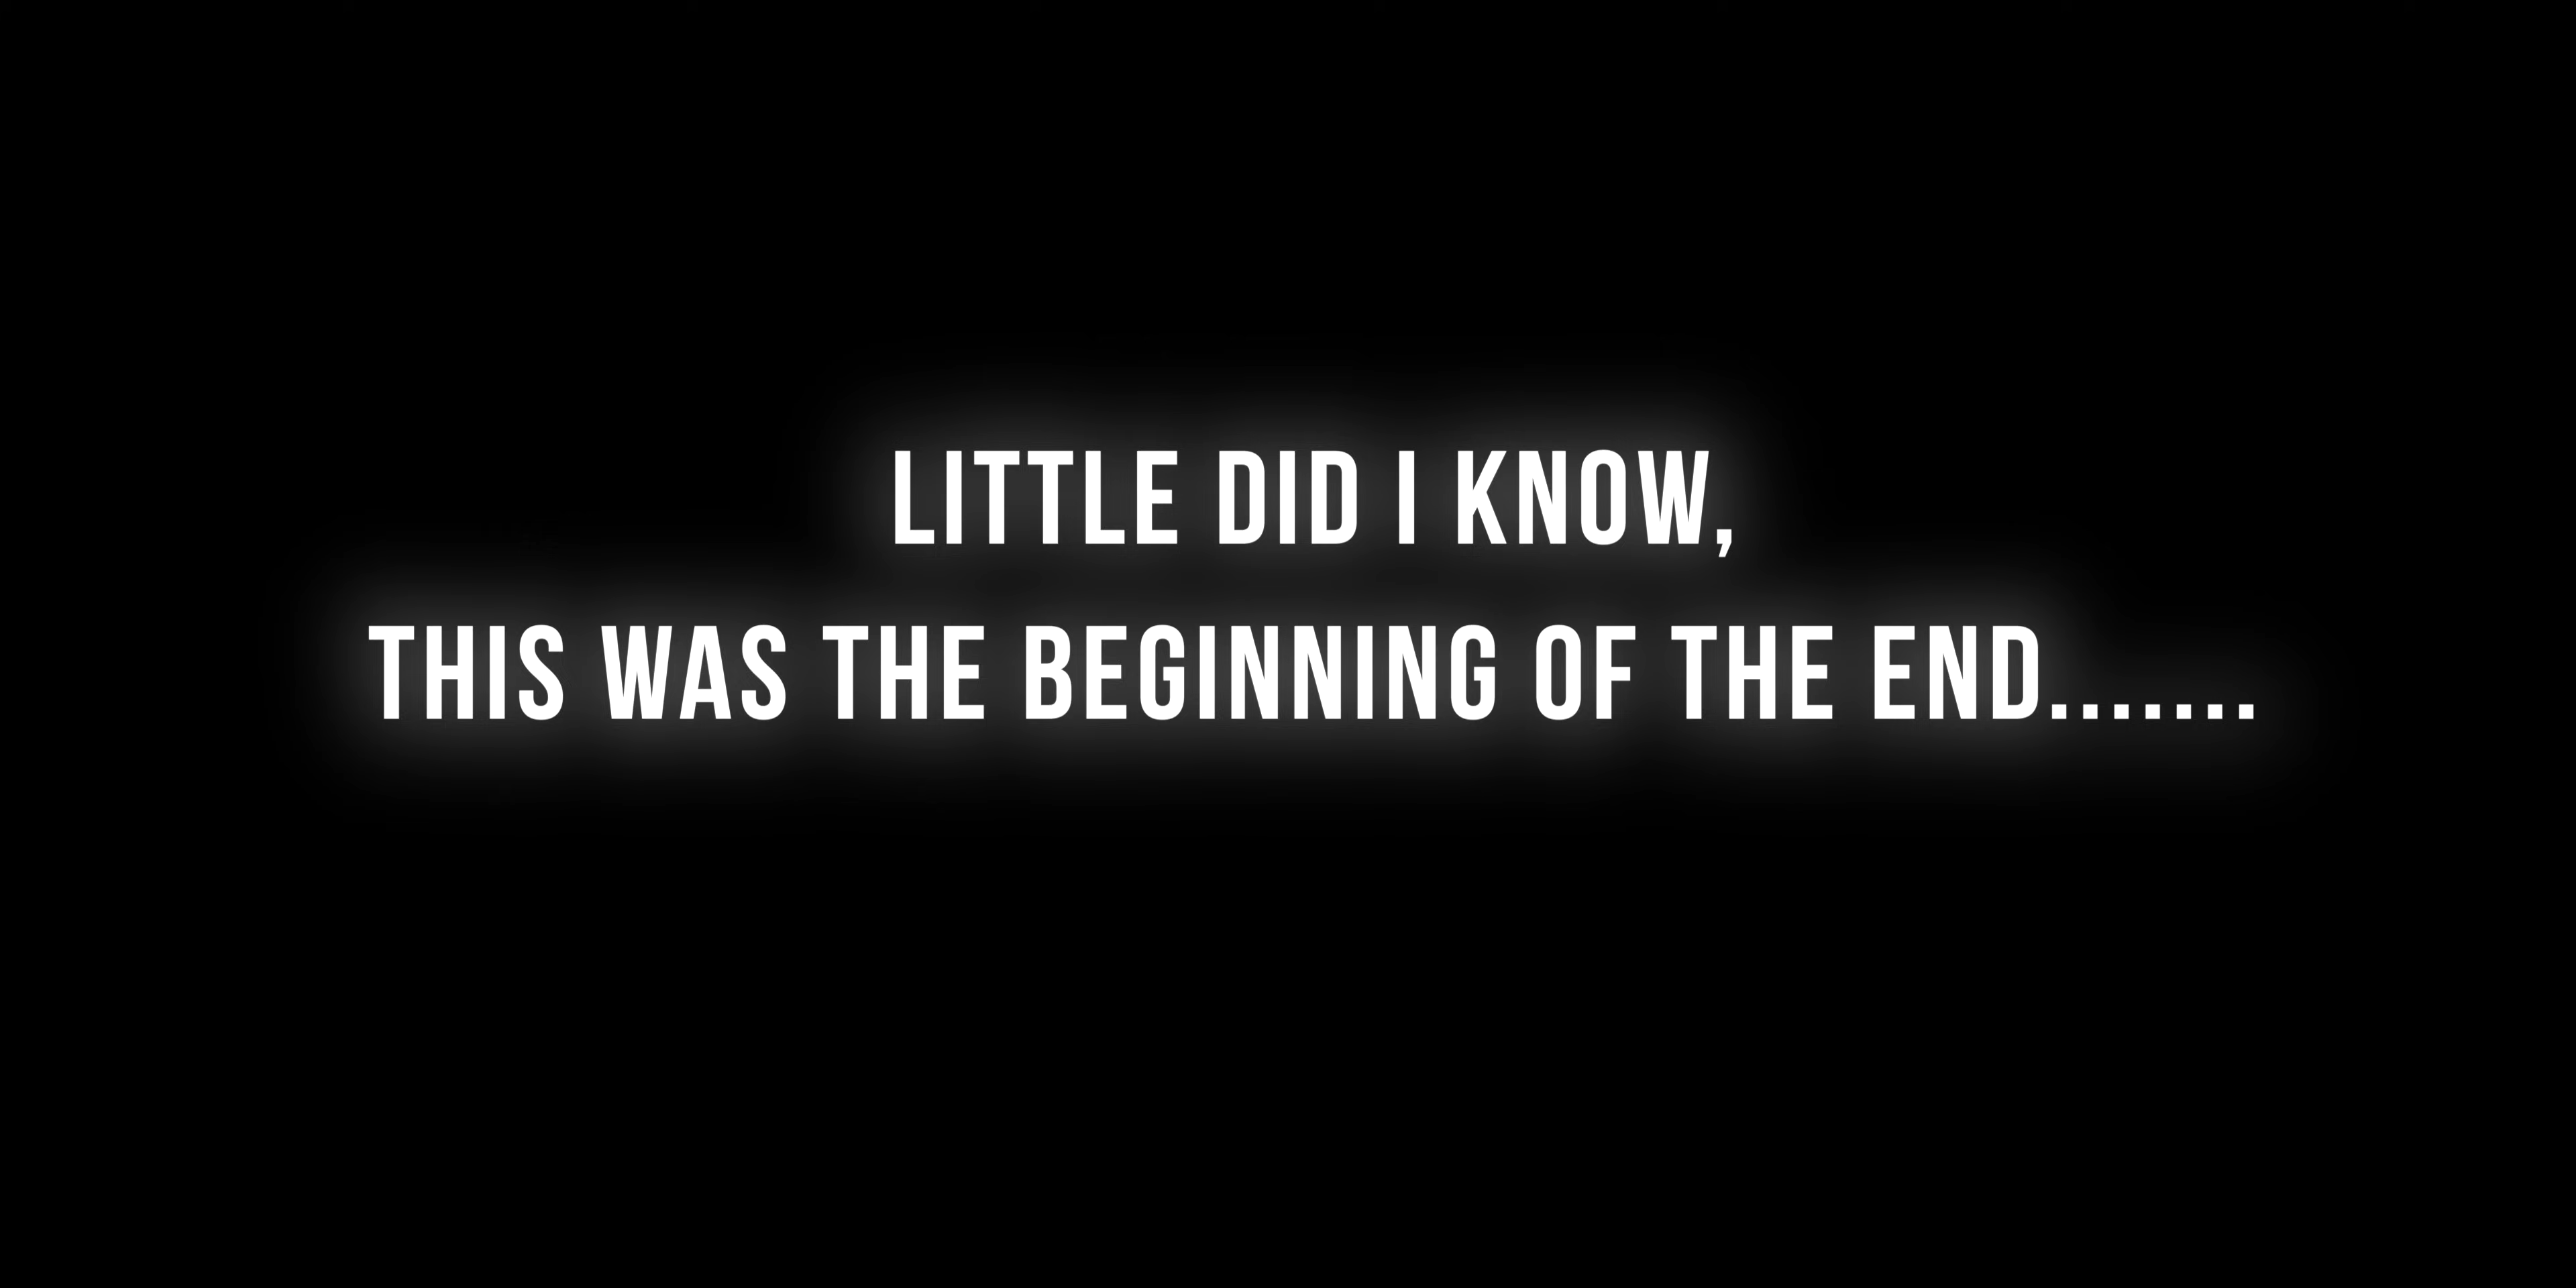 LITTLE DID I KNOW,
THIS WAS THE BEGINNING OF THE END.......